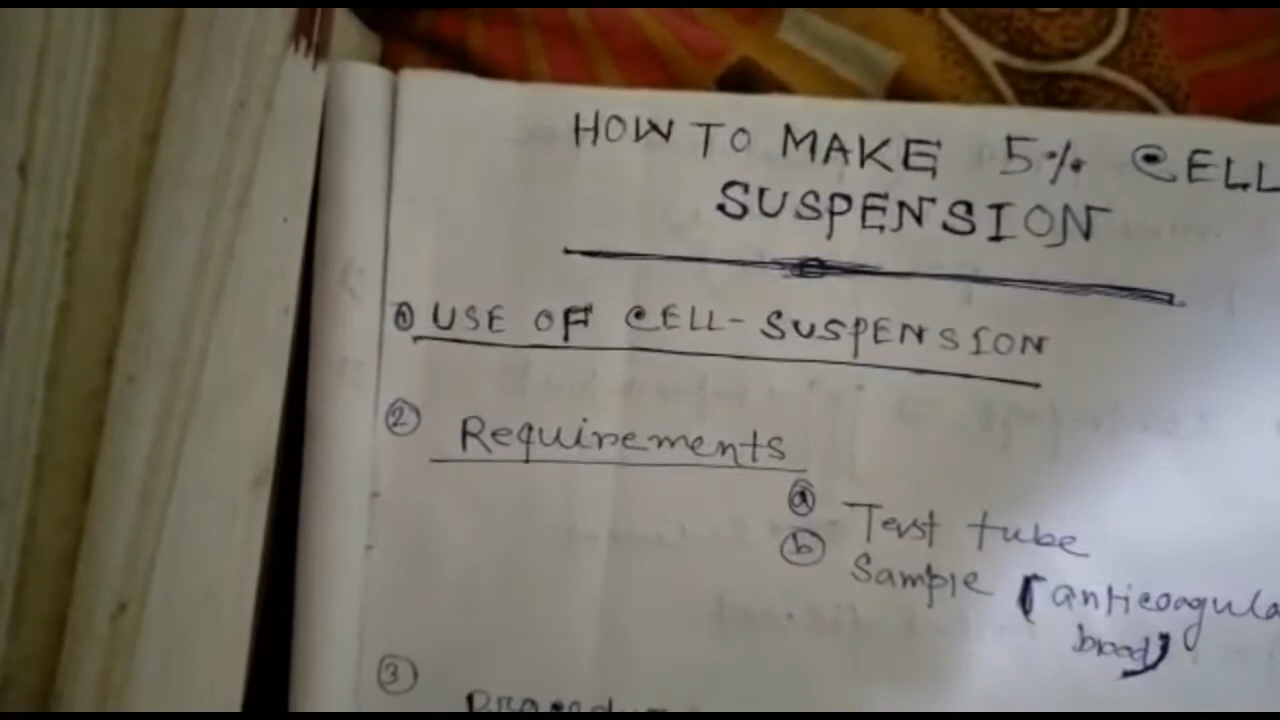 HOW TO MAKE 5% CELL
SUSPENSION
① USE OF CELL-SUSPENSION
② Requirements
ⓐ Test tube
ⓑ Sample (anticoagula
blood)
③